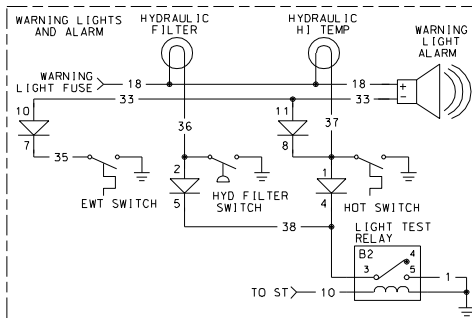 WARNING LIGHTS
AND ALARM
HYDRAULIC
FILTER
HYDRAULIC
HI TEMP
WARNING
LIGHT
ALARM
WARNING
LIGHT FUSE
18
18
33
33
+
-
10
7
36
11
8
37
35
2
5
1
4
EWT SWITCH
HYD FILTER
SWITCH
HOT SWITCH
38
LIGHT TEST
RELAY
B2
4
3
5
1
TO ST
10